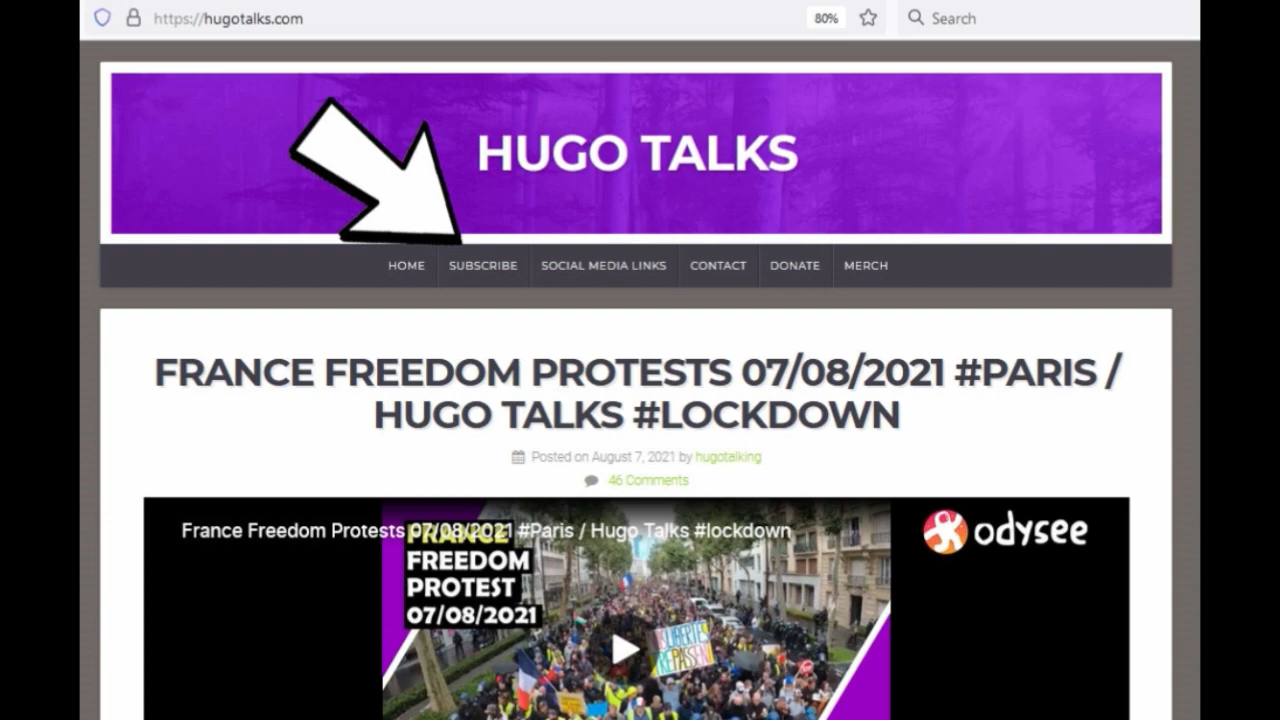 https://hugotalks.com
80%
Search
HUGO TALKS
HOME SUBSCRIBE SOCIAL MEDIA LINKS CONTACT DONATE MERCH
FRANCE FREEDOM PROTESTS 07/08/2021 #PARIS /
HUGO TALKS #LOCKDOWN
Posted on August 7, 2021 by hugotalking
46 Comments
France Freedom Protests 07/08/2021 #Paris / Hugo Talks #lockdown
odysee
FRANCE
FREEDOM
PROTEST
07/08/2021
LIBERTÉ